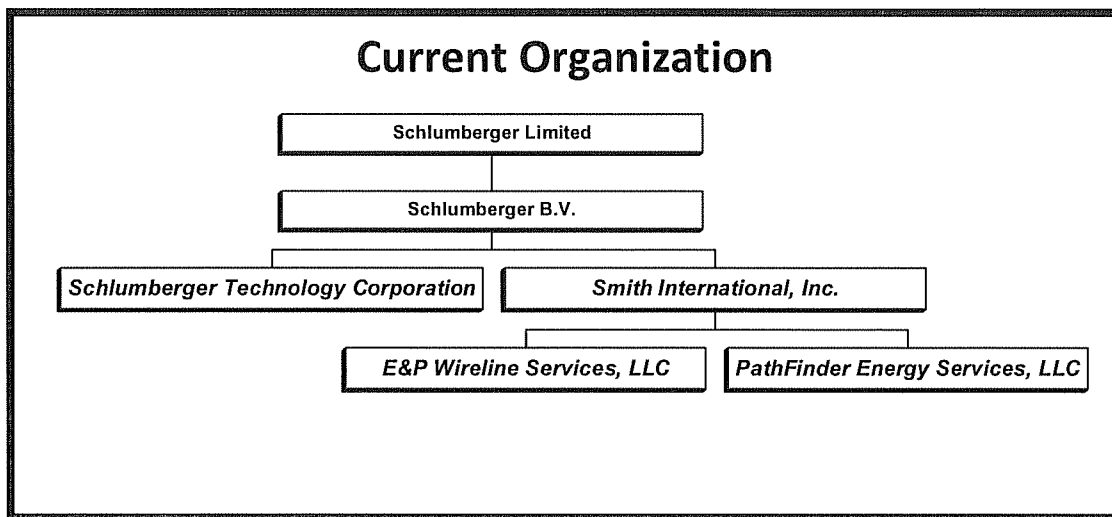 Current Organization
Schlumberger Limited
Schlumberger B.V.
Schlumberger Technology Corporation
Smith International, Inc.
E&P Wireline Services, LLC
PathFinder Energy Services, LLC